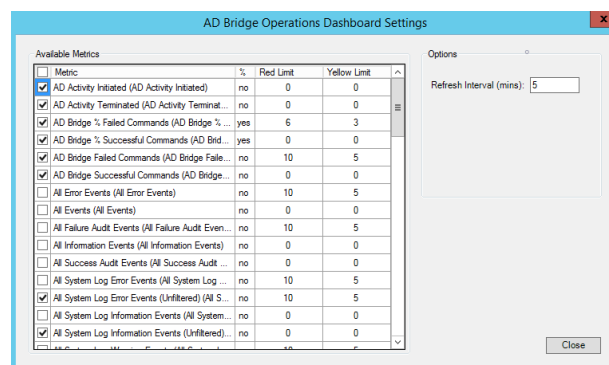 AD Bridge Operations Dashboard Settings
x
Available Metrics
Metric % Red Limit Yellow Limit
AD Activity Initiated (AD Activity Initiated) no 0 0
AD Activity Terminated (AD Activity Terminat... no 0 0
AD Bridge % Failed Commands (AD Bridge % ... yes 6 3
AD Bridge % Successful Commands (AD Brid... yes 0 0
AD Bridge Failed Commands (AD Bridge Faile... no 10 5
AD Bridge Successful Commands (AD Bridge... no 0 0
All Error Events (All Error Events) no 10 5
All Events (All Events) no 0 0
All Failure Audit Events (All Failure Audit Even... no 10 5
All Information Events (All Information Events) no 0 0
All Success Audit Events (All Success Audit ... no 0 0
All System Log Error Events (All System Log ... no 10 5
All System Log Error Events (Unfiltered) (All S... no 10 5
All System Log Information Events (All System... no 0 0
All System Log Information Events (Unfiltered)... no 0 0
Options
Refresh Interval (mins): 5
Close